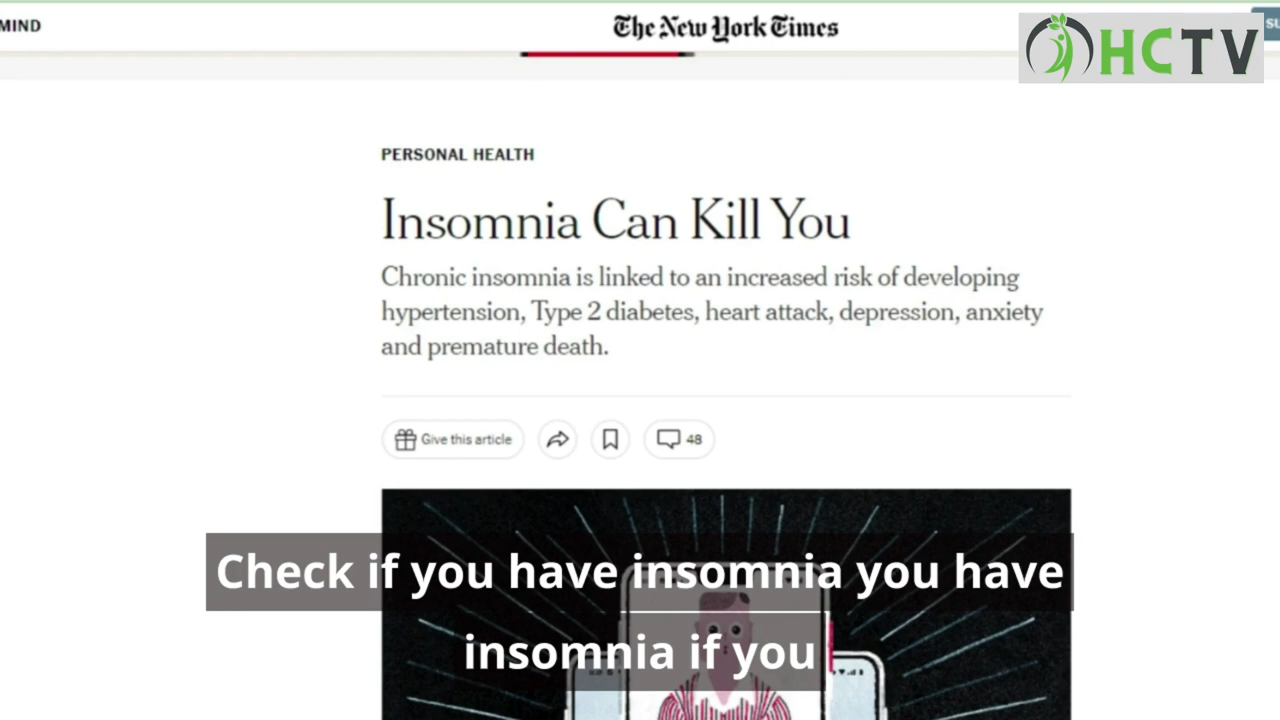 MIND
The New York Times
SU
HCTV
PERSONAL HEALTH
Insomnia Can Kill You
Chronic insomnia is linked to an increased risk of developing
hypertension, Type 2 diabetes, heart attack, depression, anxiety
and premature death.
Give this article
48
Check if you have insomnia you have
insomnia if you